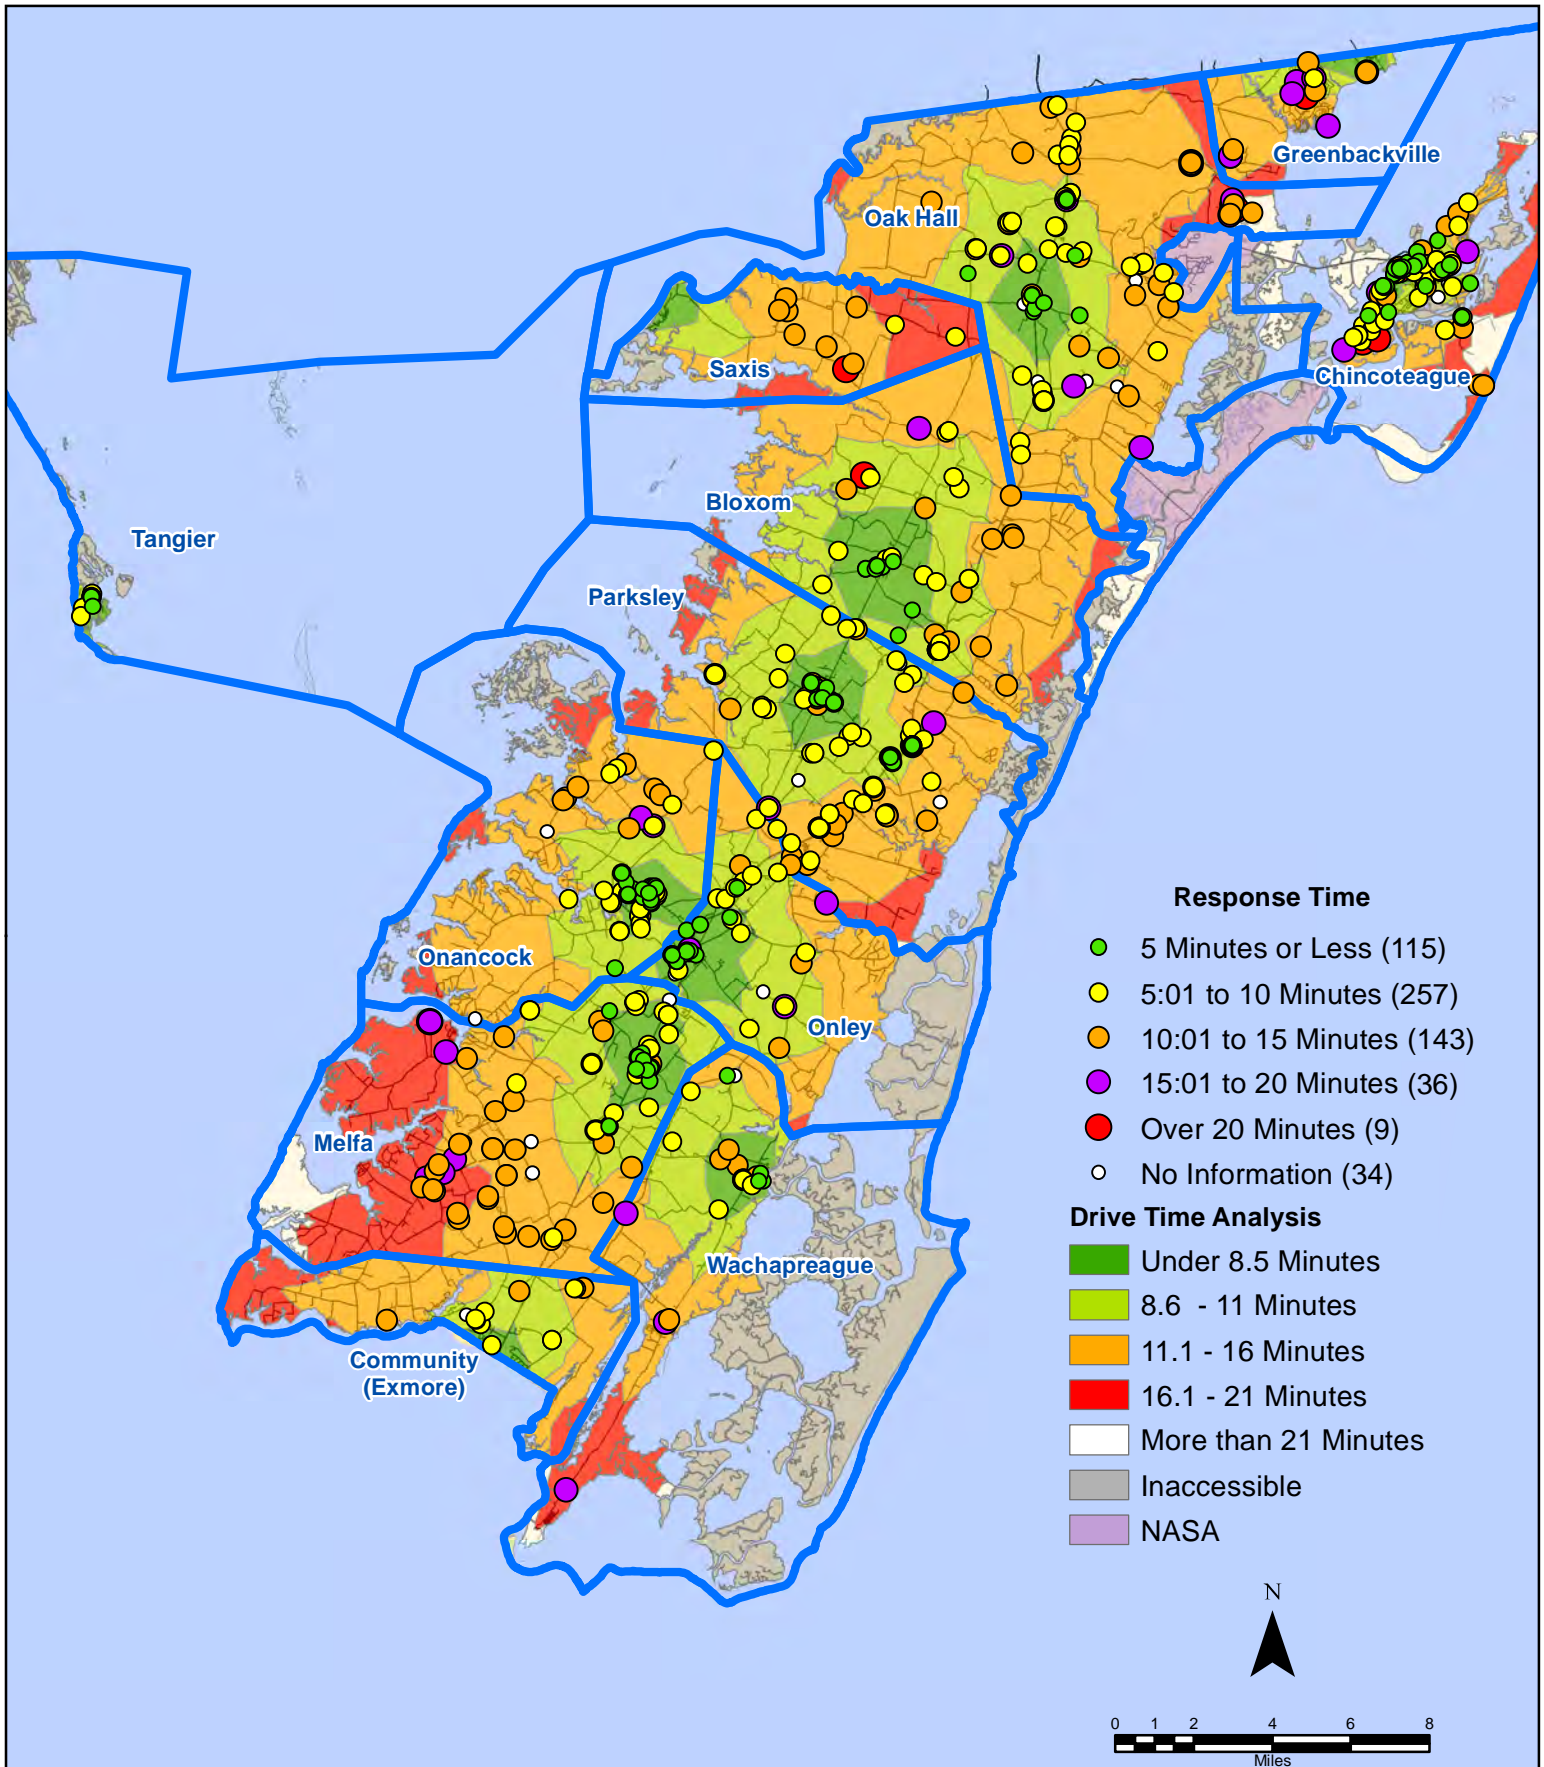 Greenbackville
Oak Hall
Saxis
Chincoteague
Bloxom
Tangier
Parksley
Onancock
Onley
Melfa
Wachapreague
Community
(Exmore)
Response Time
5 Minutes or Less (115)
5:01 to 10 Minutes (257)
10:01 to 15 Minutes (143)
15:01 to 20 Minutes (36)
Over 20 Minutes (9)
No Information (34)
Drive Time Analysis
Under 8.5 Minutes
8.6 - 11 Minutes
11.1 - 16 Minutes
16.1 - 21 Minutes
More than 21 Minutes
Inaccessible
NASA
N
0 1 2 4 6 8
Miles